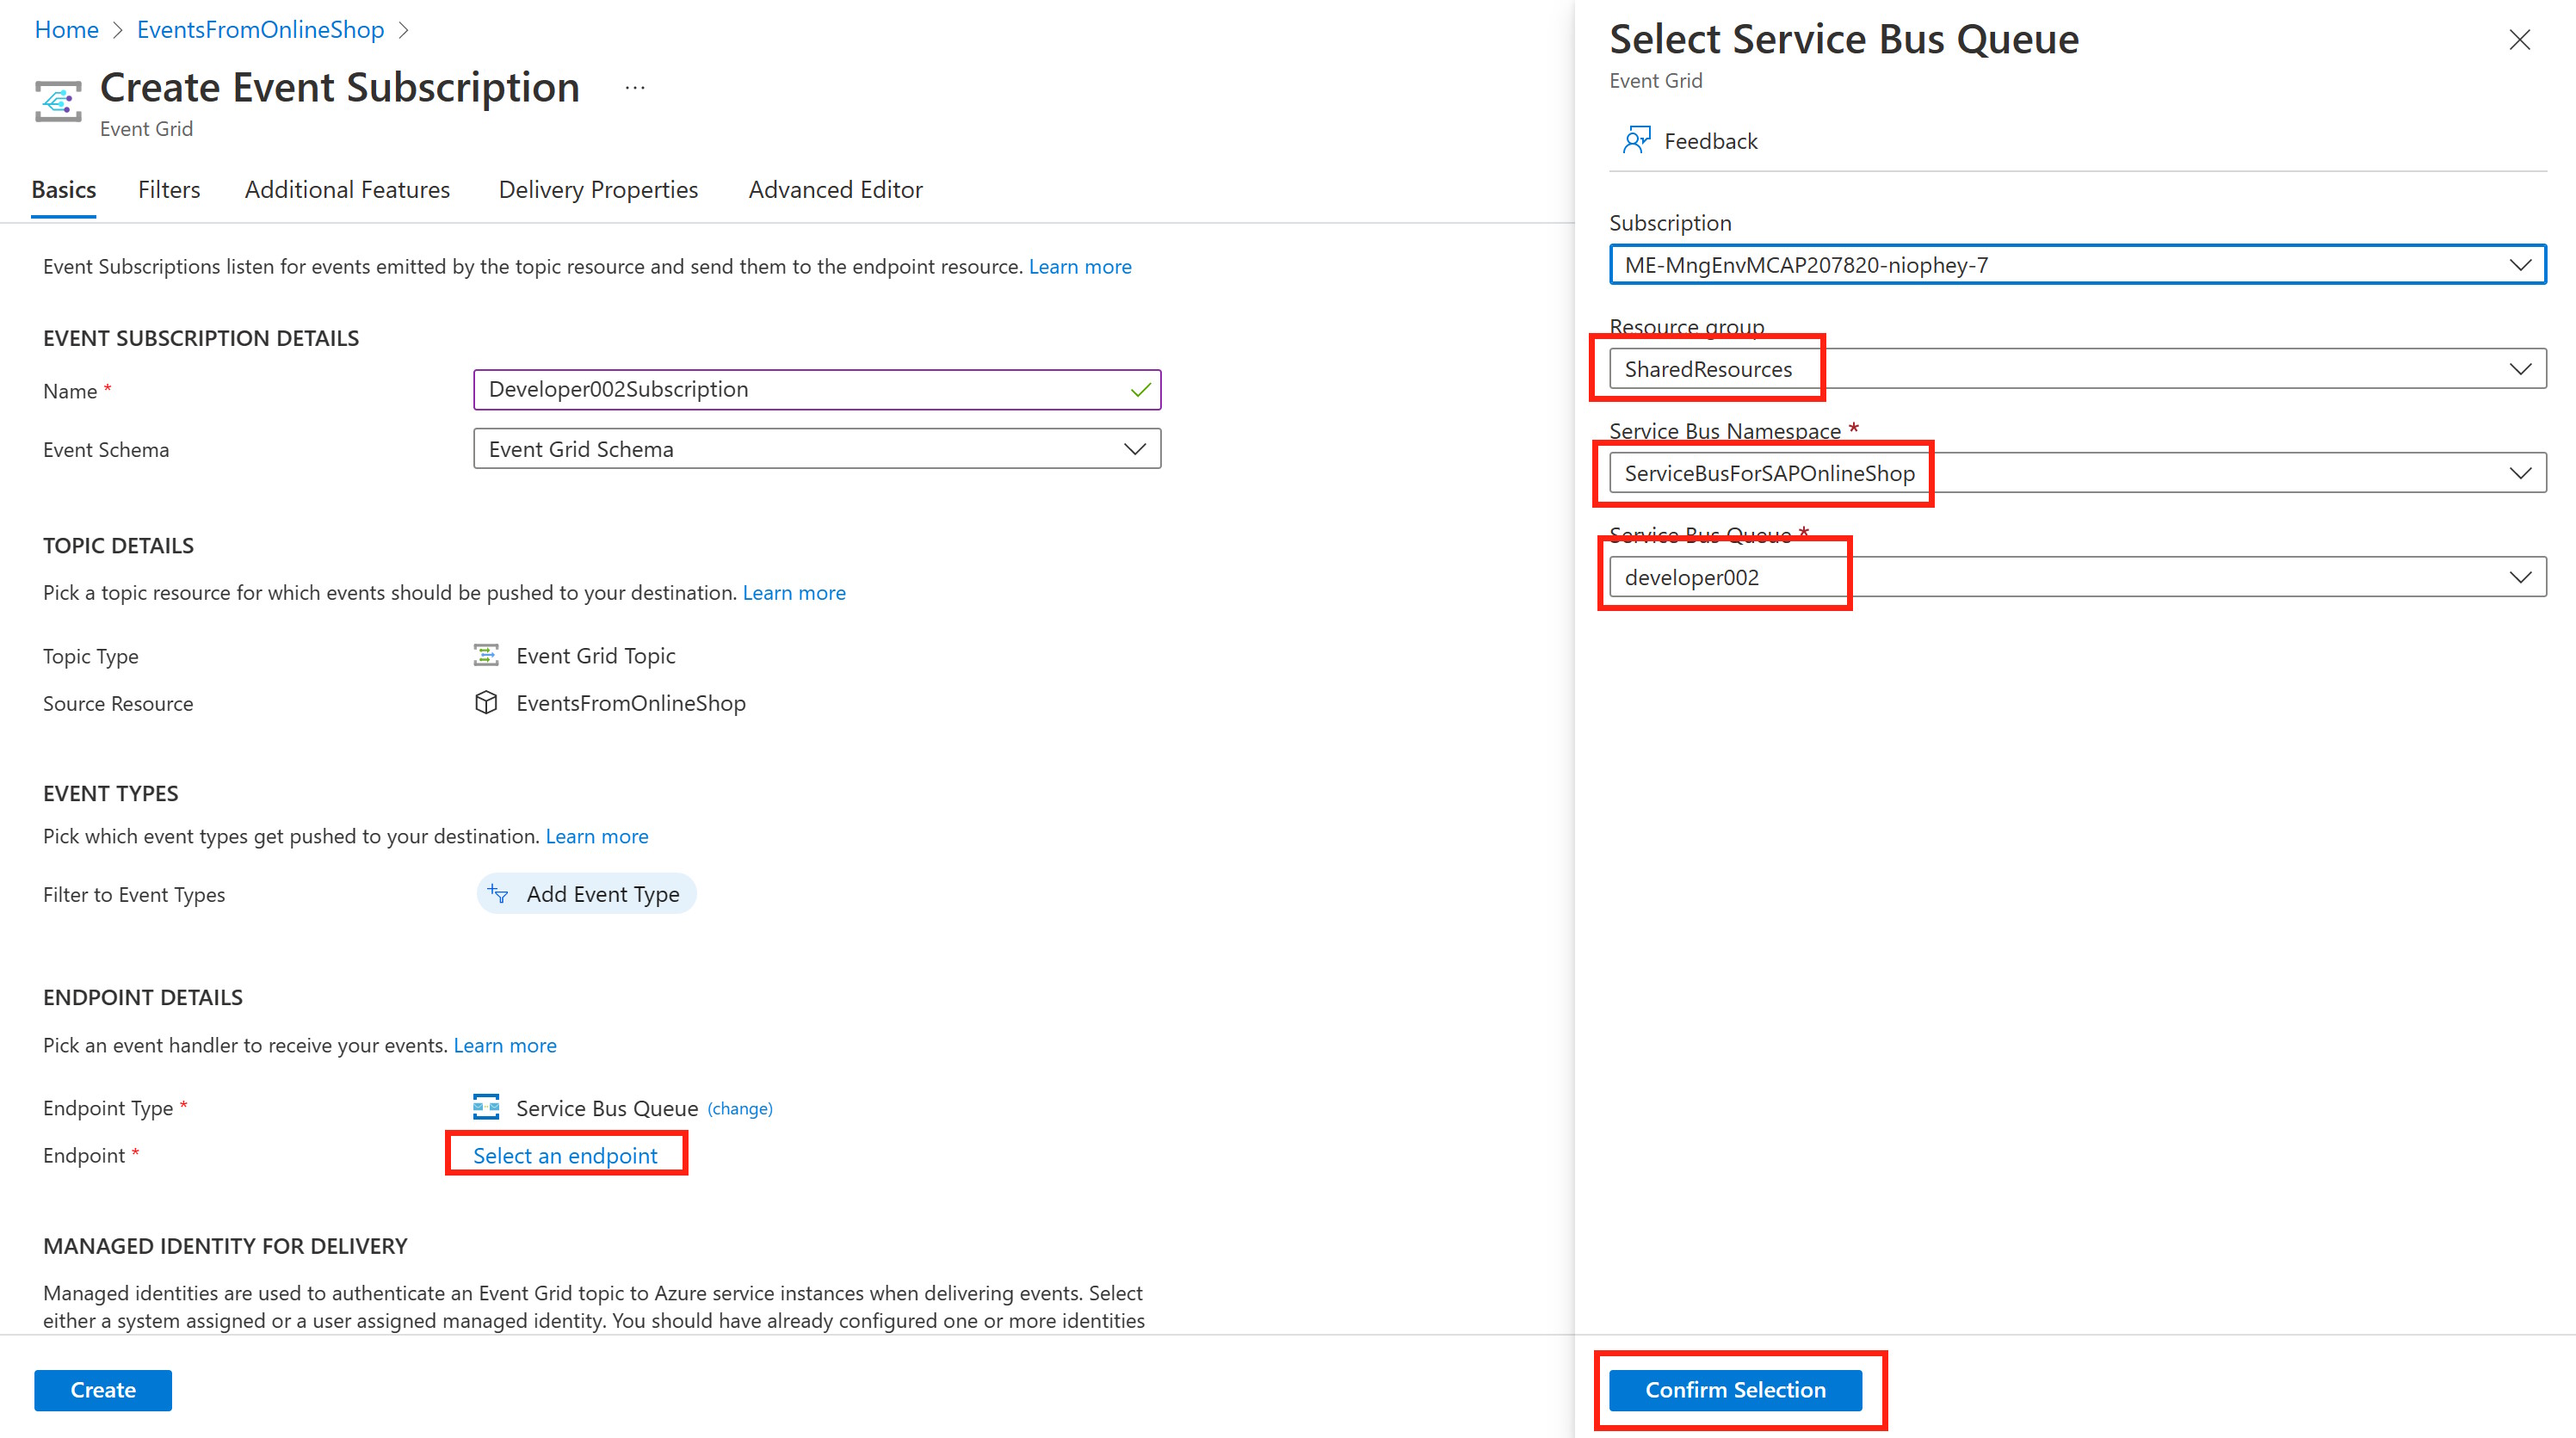 Home > EventsFromOnlineShop >
Create Event Subscription ...
Event Grid
Basics Filters Additional Features Delivery Properties Advanced Editor
Event Subscriptions listen for events emitted by the topic resource and send them to the endpoint resource. Learn more
EVENT SUBSCRIPTION DETAILS
Name * Developer002Subscription
Event Schema Event Grid Schema
TOPIC DETAILS
Pick a topic resource for which events should be pushed to your destination. Learn more
Topic Type Event Grid Topic
Source Resource EventsFromOnlineShop
EVENT TYPES
Pick which event types get pushed to your destination. Learn more
Filter to Event Types Add Event Type
ENDPOINT DETAILS
Pick an event handler to receive your events. Learn more
Endpoint Type * Service Bus Queue (change)
Endpoint * Select an endpoint
MANAGED IDENTITY FOR DELIVERY
Managed identities are used to authenticate an Event Grid topic to Azure service instances when delivering events. Select
either a system assigned or a user assigned managed identity. You should have already configured one or more identities
Create
Select Service Bus Queue
Event Grid
Feedback
Subscription
ME-MngEnvMCAP207820-niophey-7
Resource group
SharedResources
Service Bus Namespace *
ServiceBusForSAPOnlineShop
Service Bus Queue *
developer002
Confirm Selection